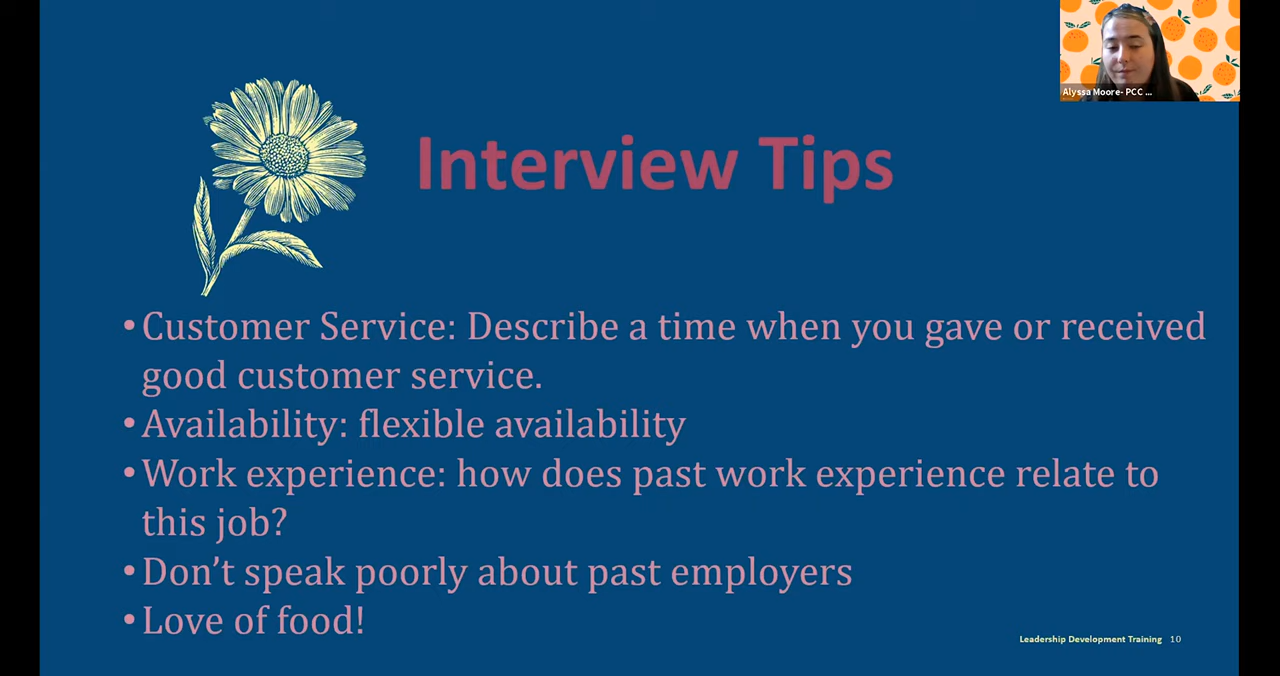 Alyssa Moore- PCC ...
Interview Tips
•Customer Service: Describe a time when you gave or received
good customer service.
•Availability: flexible availability
•Work experience: how does past work experience relate to
this job?
•Don’t speak poorly about past employers
•Love of food!
Leadership Development Training 10